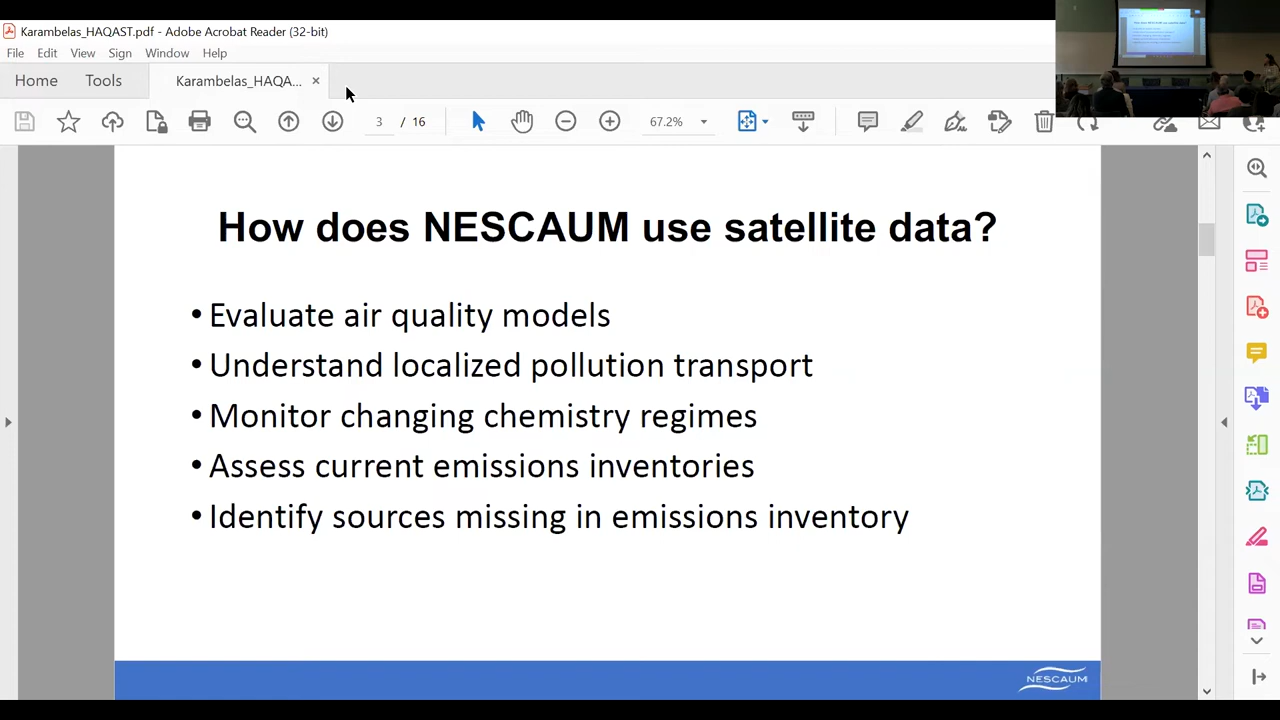 Karambelas_HAQAST.pdf - Adobe Acrobat Reader (32-bit)
File Edit View Sign Window Help
Home Tools Karambelas_HAQA... ×
3 / 16 67.2%
How does NESCAUM use satellite data?
• Evaluate air quality models
• Understand localized pollution transport
• Monitor changing chemistry regimes
• Assess current emissions inventories
• Identify sources missing in emissions inventory
NESCAUM